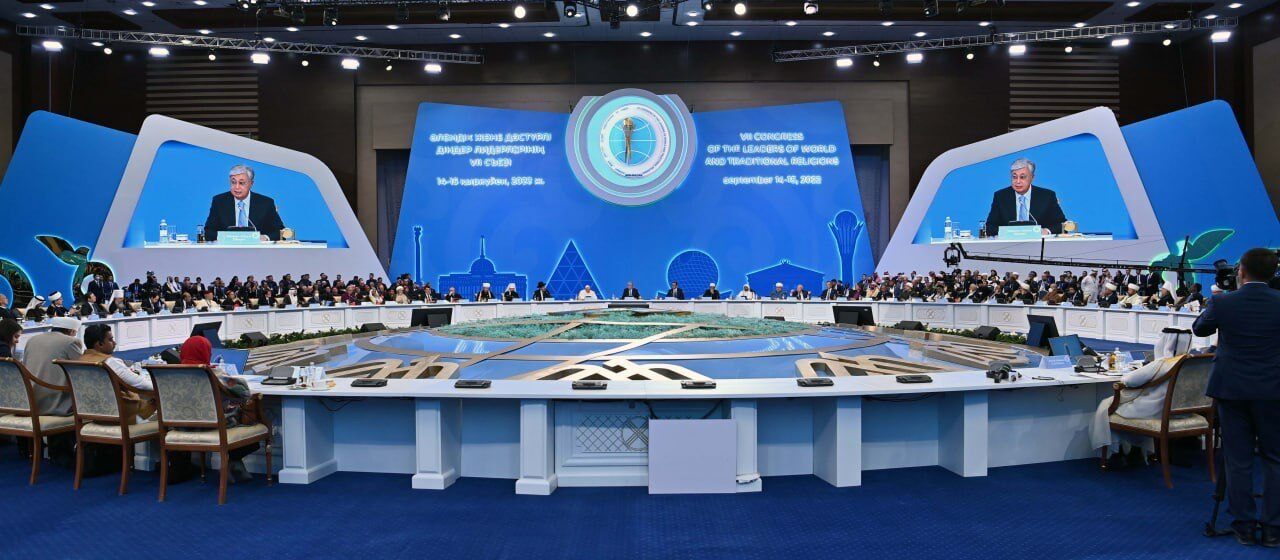 ӘЛЕМДІК ЖӘНЕ ДӘСТҮРЛІ
ДІНДЕР ЛИДЕРЛЕРІНІҢ
VII СЪЕЗІ
14-15 қыркүйек, 2022 ж.
VII CONGRESS
OF THE LEADERS OF WORLD
AND TRADITIONAL RELIGIONS
september 14-15, 2022